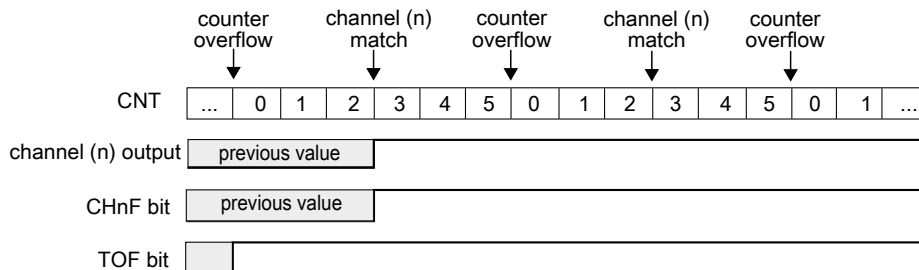 counter overflow channel (n) match counter overflow channel (n) match counter overflow
CNT ... 0 1 2 3 4 5 0 1 2 3 4 5 0 1 ...
channel (n) output previous value
CHnF bit previous value
TOF bit